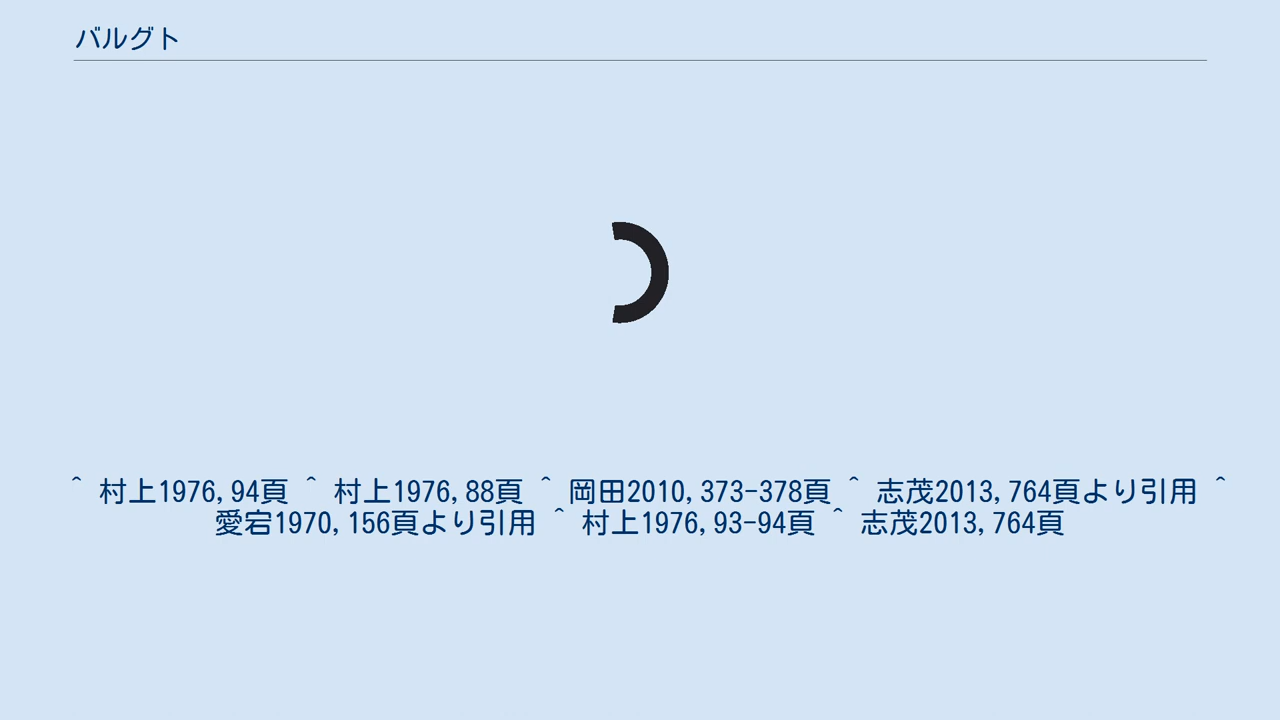 バルグト
^ 村上1976,94頁 ^ 村上1976,88頁 ^ 岡田2010,373-378頁 ^ 志茂2013,764頁より引用 ^
愛宕1970,156頁より引用 ^ 村上1976,93-94頁 ^ 志茂2013,764頁